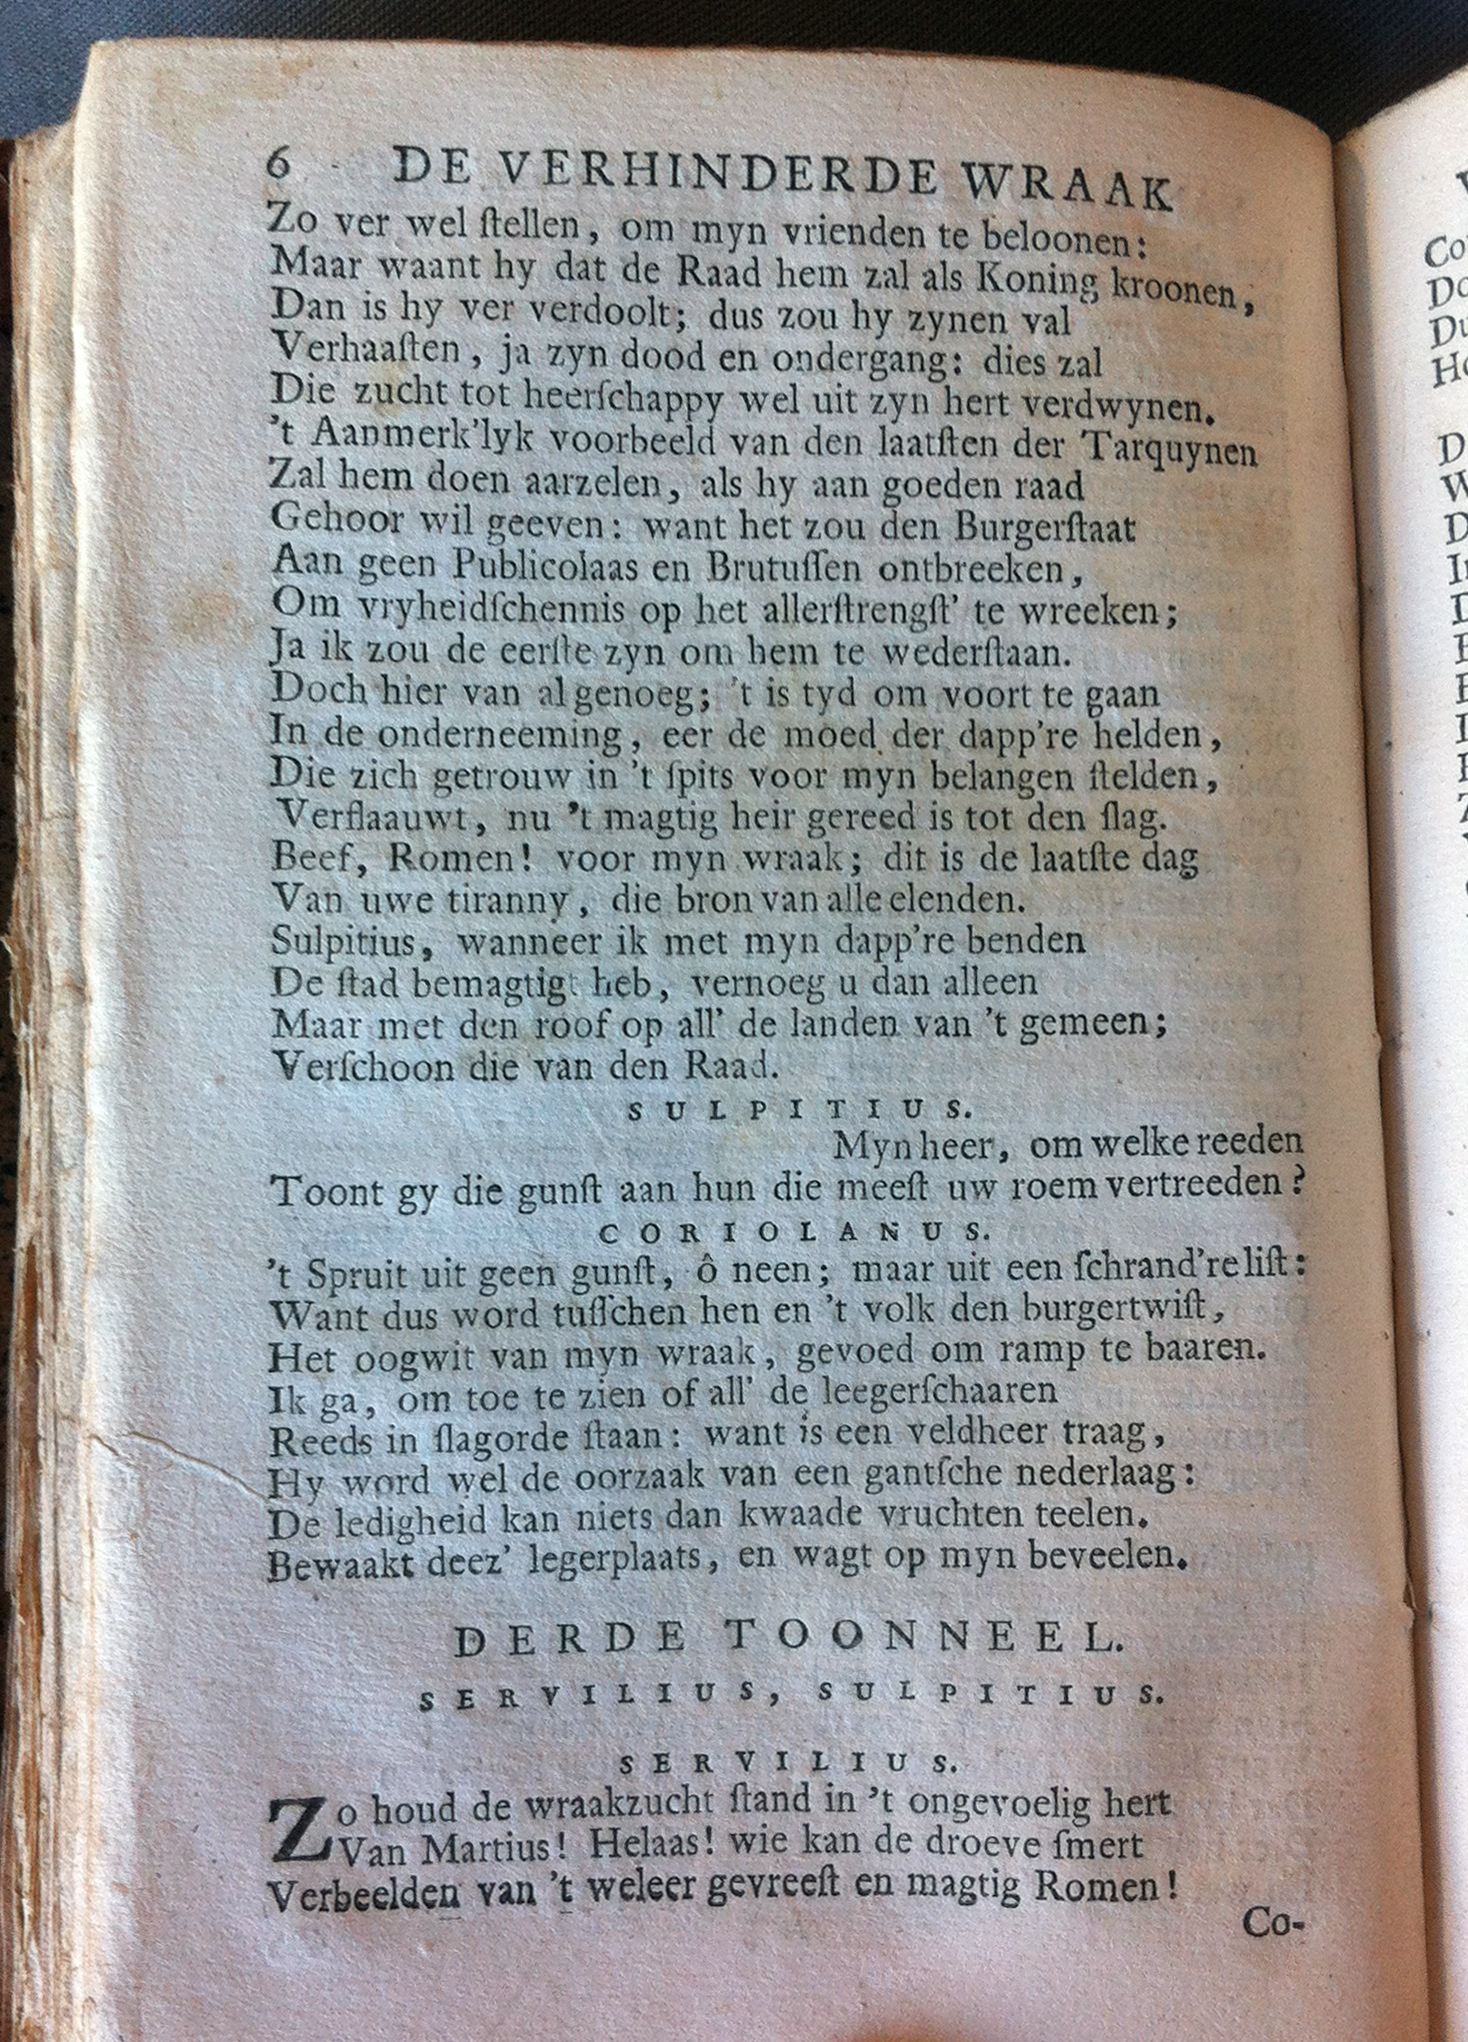 6 DE VERHINDERDE WRAAK
Zo ver wel ſtellen, om myn vrienden te beloonen:
Maar waant hy dat de Raad hem zal als Koning kroonen,
Dan is hy ver verdoolt; dus zou hy zynen val
Verhaaſten, ja zyn dood en ondergang: dies zal
Die zucht tot heerſchappy wel uit zyn hert verdwynen.
't Aanmerk'lyk voorbeeld van den laatſten der Tarquynen
Zal hem doen aarzelen, als hy aan goeden raad
Gehoor wil geeven: want het zou den Burgerſtaat
Aan geen Publicolaas en Brutuſſen ontbreeken,
Om vryheidſchennis op het allerſtrengſt' te wreeken;
Ja ik zou de eerſte zyn om hem te wederſtaan.
Doch hier van al genoeg; 't is tyd om voort te gaan
In de onderneeming, eer de moed der dapp're helden,
Die zich getrouw in 't ſpits voor myn belangen ſtelden,
Verflaauwt, nu 't magtig heir gereed is tot den ſlag.
Beef, Romen! voor myn wraak; dit is de laatſte dag
Van uwe tiranny, die bron van alle elenden.
Sulpitius, wanneer ik met myn dapp're benden
De ſtad bemagtigt heb, vernoeg u dan alleen
Maar met den roof op all' de landen van 't gemeen;
Verſchoon die van den Raad.
SULPITIUS.
Myn heer, om welke reeden
Toont gy die gunſt aan hun die meeſt uw roem vertreeden?
CORIOLANUS.
't Spruit uit geen gunſt, ô neen; maar uit een ſchrand're liſt:
Want dus word tuſſchen hen en 't volk den burgertwiſt,
Het oogwit van myn wraak, gevoed om ramp te baaren.
Ik ga, om toe te zien of all' de leegerſchaaren
Reeds in ſlagorde ſtaan: want is een veldheer traag,
Hy word wel de oorzaak van een gantſche nederlaag:
De ledigheid kan niets dan kwaade vruchten teelen.
Bewaakt deez' legerplaats, en wagt op myn beveelen.
DERDE TOONNEEL.
SERVILIUS, SULPITIUS.
SERVILIUS.
Zo houd de wraakzucht ſtand in 't ongevoelig hert
Van Martius! Helaas! wie kan de droeve ſmert
Verbeelden van 't weleer gevreeſt en magtig Romen!
Co-